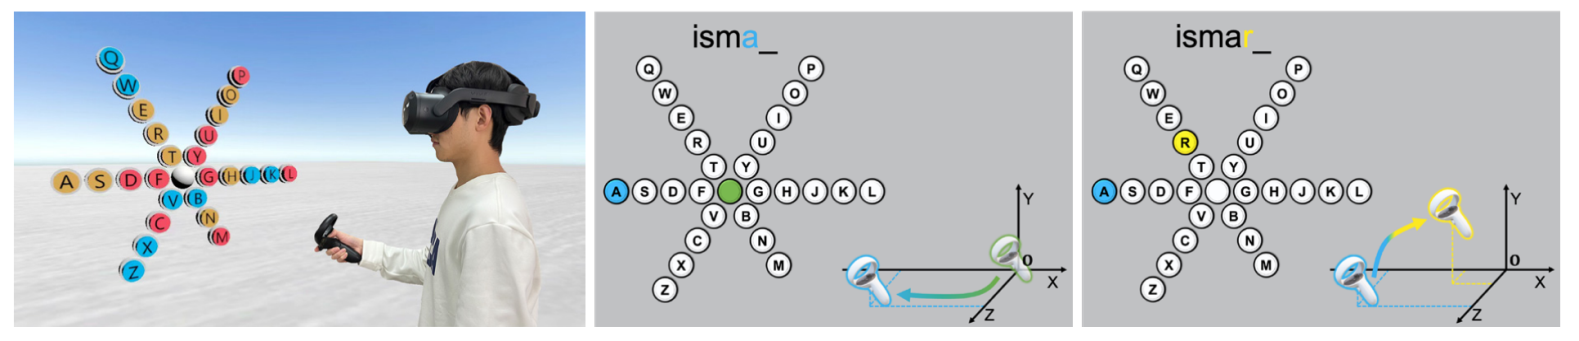 Q P
W O
E I
R U
T Y
A S D F G H J K L
V B
C N
X M
Z
isma_
Q P
W O
E I
R U
T Y
A S D F G H J K L
V B
C N
X M
Z
Y
O
X
Z
ismar_
Q P
W O
E I
R U
T Y
A S D F G H J K L
V B
C N
X M
Z
Y
O
X
Z